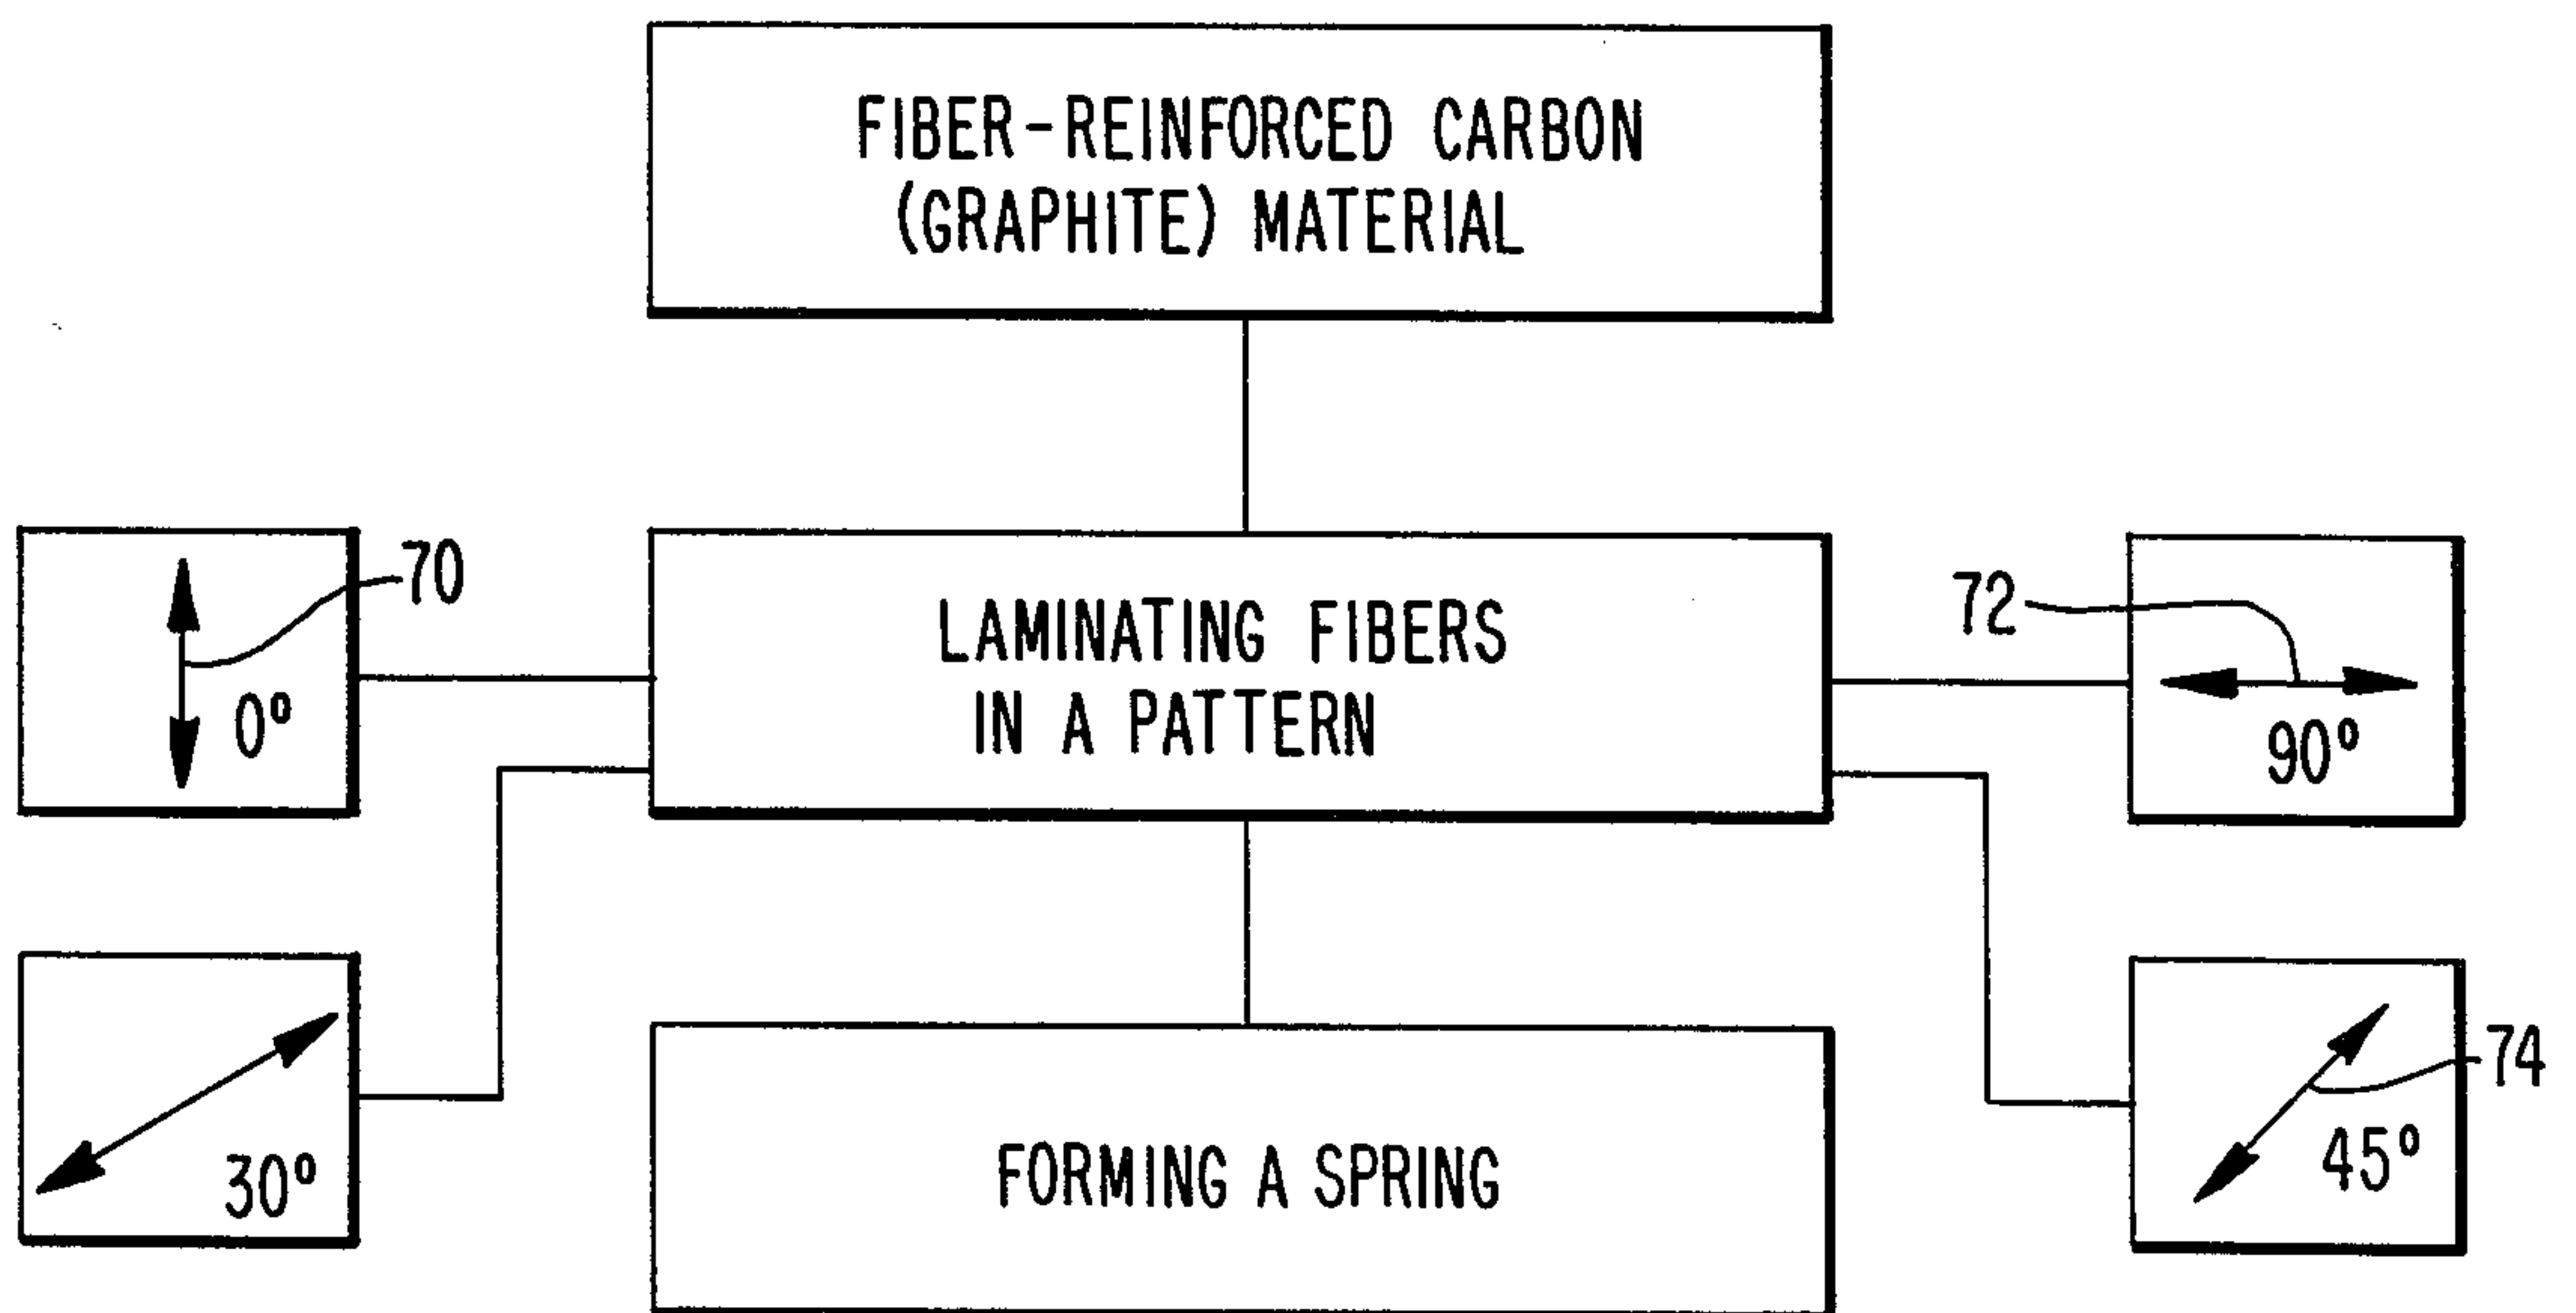 FIBER-REINFORCED CARBON
(GRAPHITE) MATERIAL
70
0°
LAMINATING FIBERS
IN A PATTERN
72
90°
30°
FORMING A SPRING
74
45°